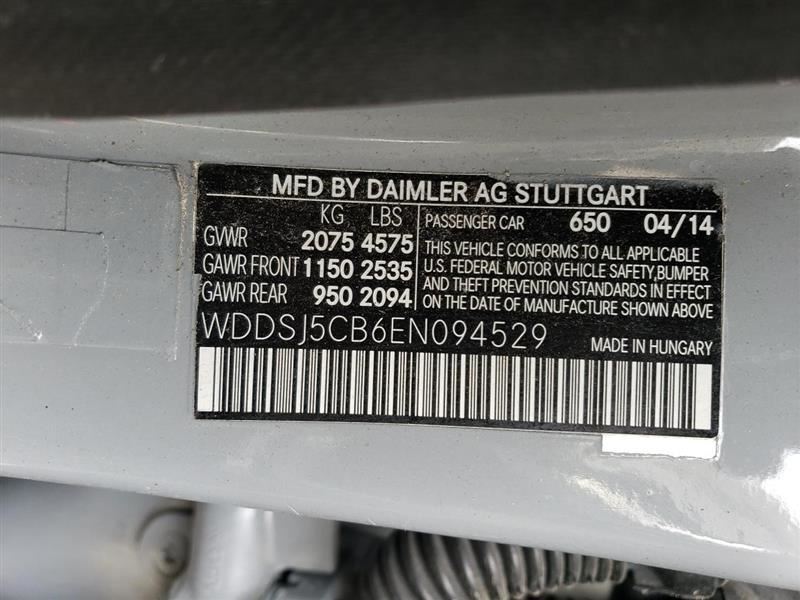 MFD BY DAIMLER AG STUTTGART
KG LBS
GVWR 2075 4575
GAWR FRONT 1150 2535
GAWR REAR 950 2094
PASSENGER CAR 650 04/14
THIS VEHICLE CONFORMS TO ALL APPLICABLE
U.S. FEDERAL MOTOR VEHICLE SAFETY,BUMPER
AND THEFT PREVENTION STANDARDS IN EFFECT
ON THE DATE OF MANUFACTURE SHOWN ABOVE
WDDSJ5CB6EN094529
MADE IN HUNGARY